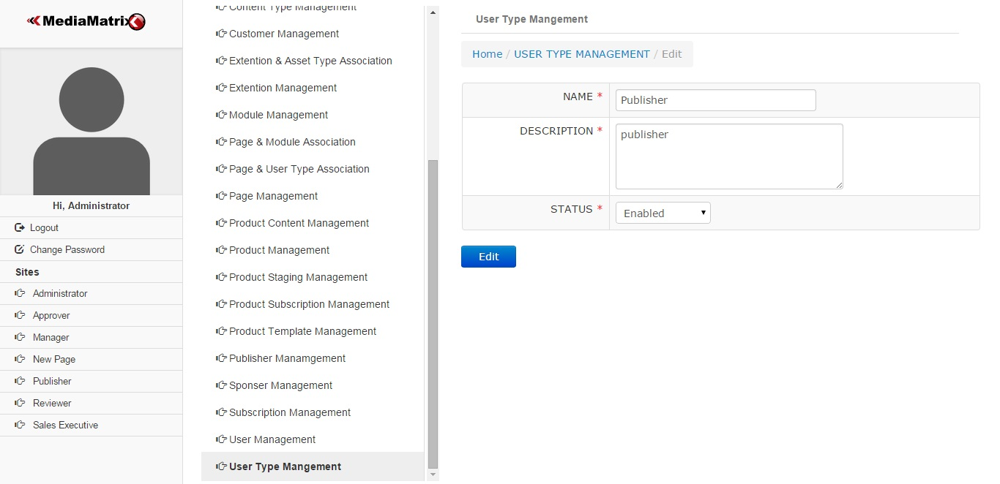 MediaMatrix
Hi, Administrator
Logout
Change Password
Sites
Administrator
Approver
Manager
New Page
Publisher
Reviewer
Sales Executive
Content Type Management
Customer Management
Extention & Asset Type Association
Extention Management
Module Management
Page & Module Association
Page & User Type Association
Page Management
Product Content Management
Product Management
Product Staging Management
Product Subscription Management
Product Template Management
Publisher Manamgement
Sponser Management
Subscription Management
User Management
User Type Mangement
User Type Mangement
Home / USER TYPE MANAGEMENT / Edit
NAME * Publisher
DESCRIPTION * publisher
STATUS * Enabled
Edit